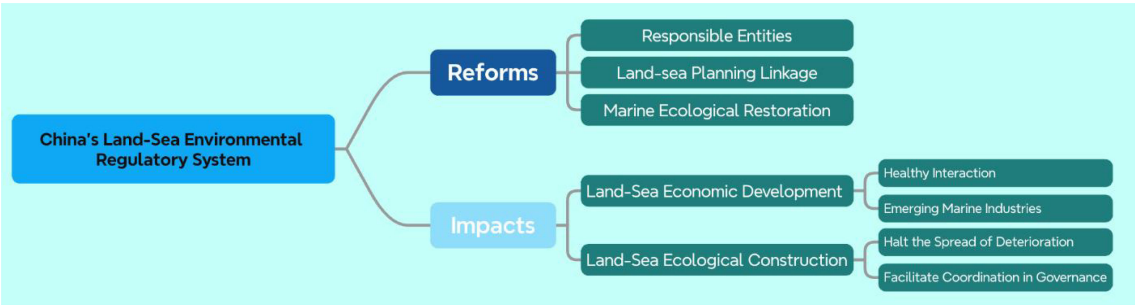 China's Land-Sea Environmental
Regulatory System
Reforms
Responsible Entities
Land-sea Planning Linkage
Marine Ecological Restoration
Impacts
Land-Sea Economic Development
Healthy Interaction
Emerging Marine Industries
Land-Sea Ecological Construction
Halt the Spread of Deterioration
Facilitate Coordination in Governance